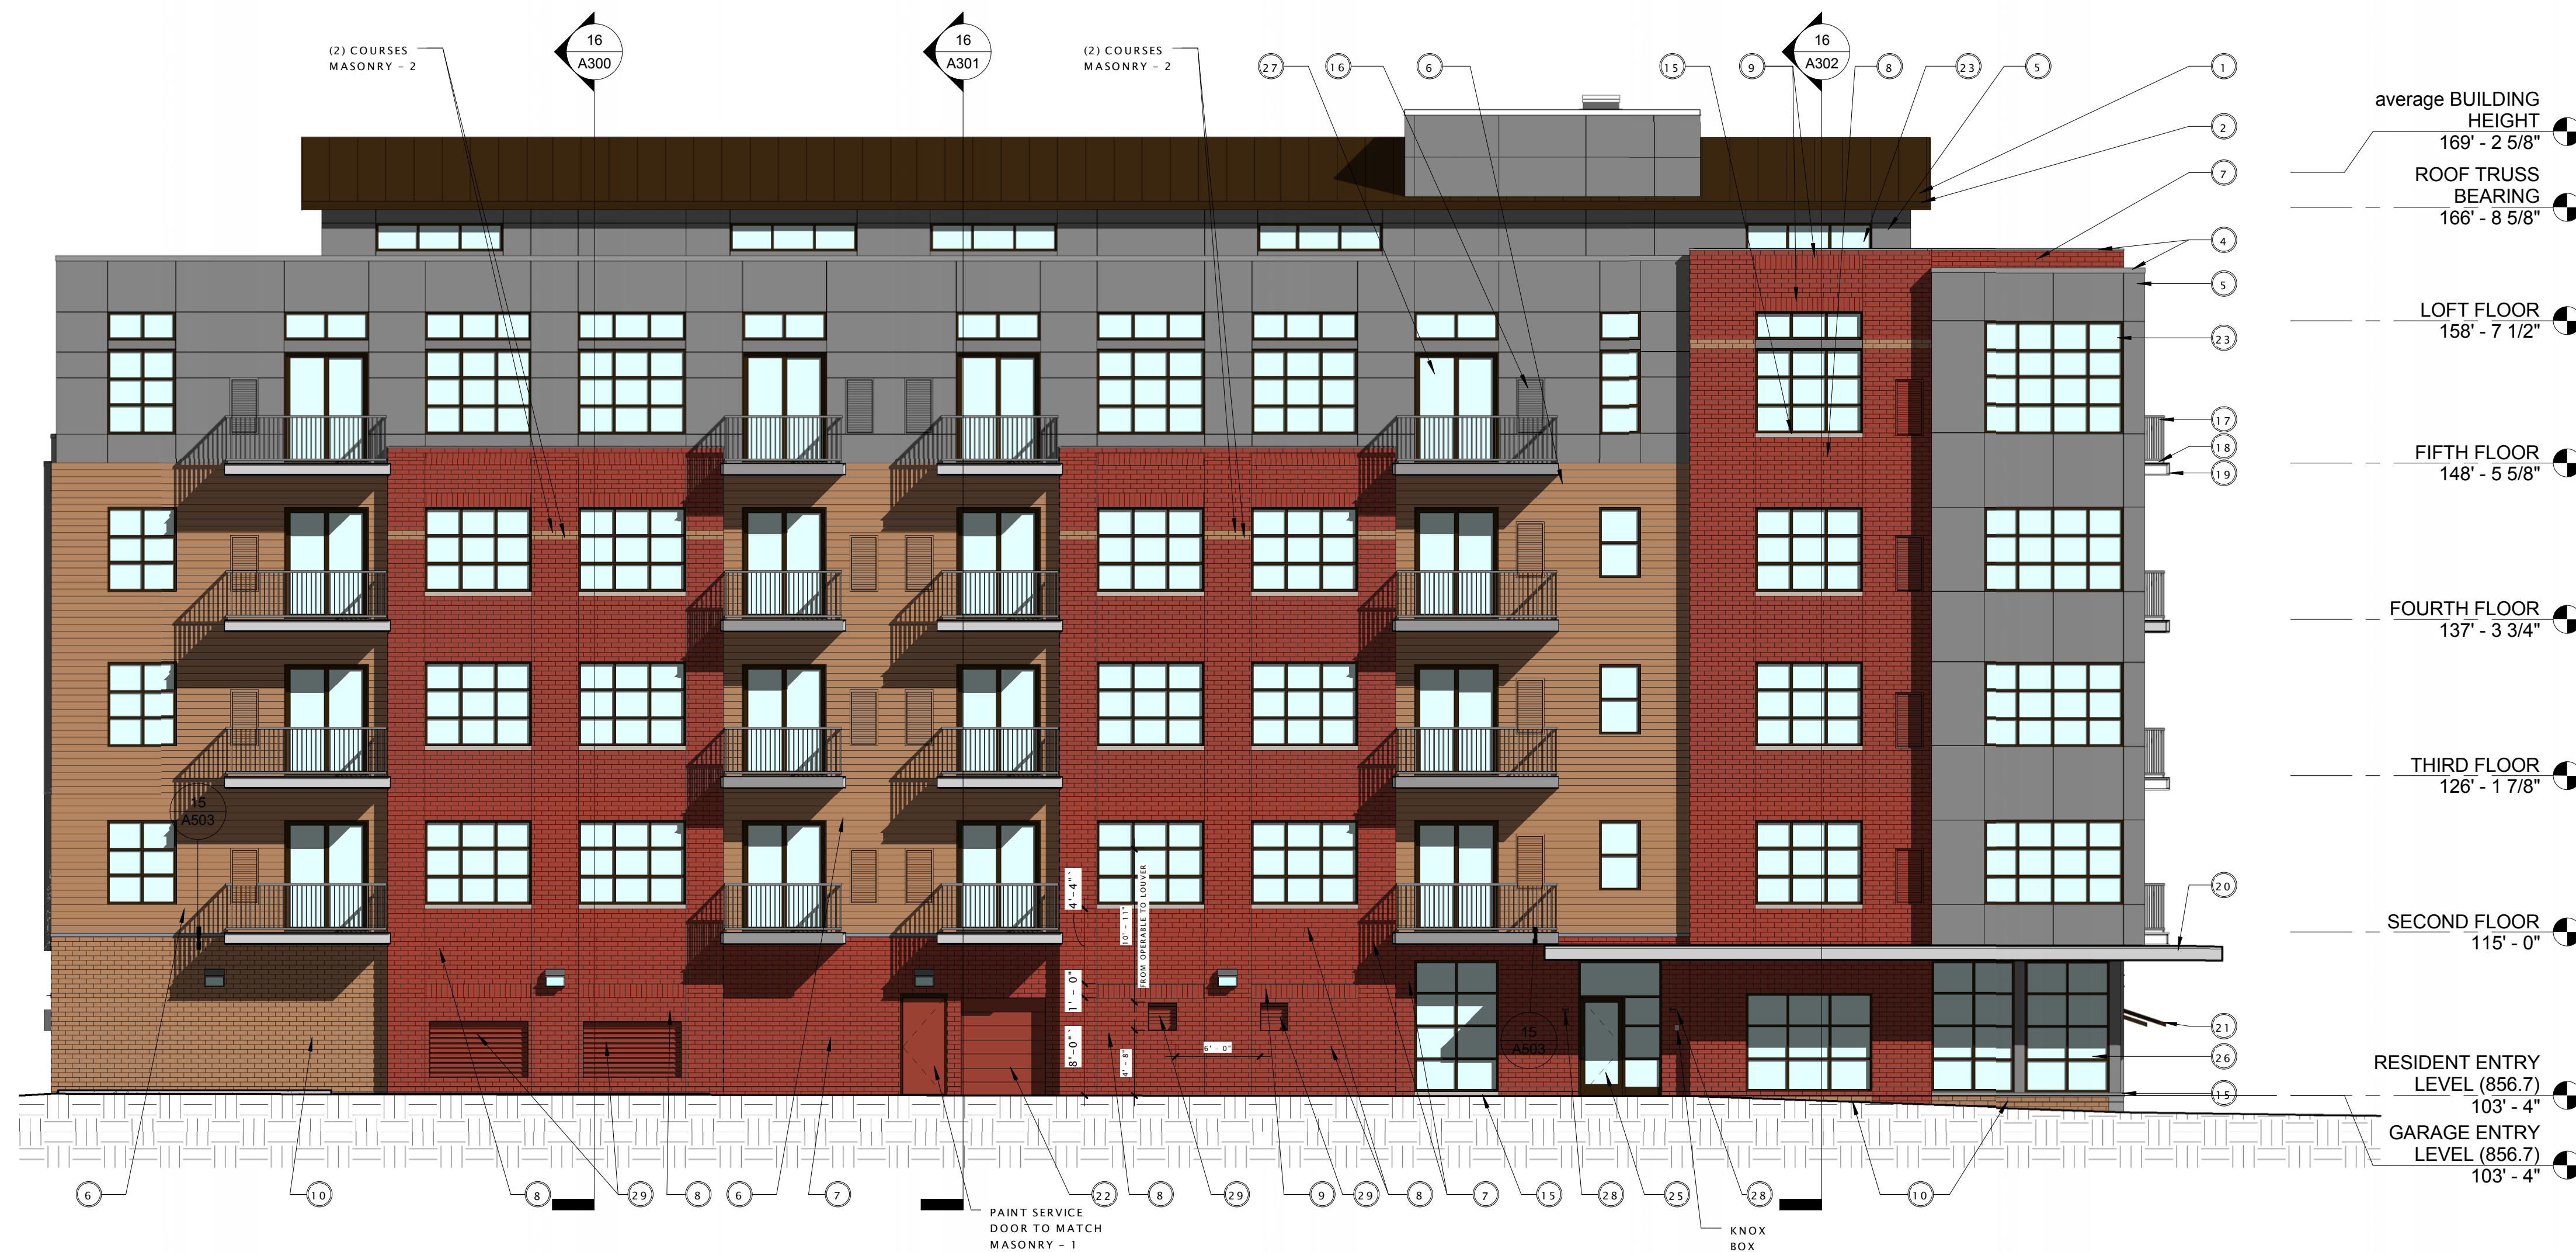 (2) COURSES
MASONRY - 2
16
A300
16
A301
(2) COURSES
MASONRY - 2
27
16
6
15
9
16
A302
8
23
5
1
2
7
4
5
23
17
18
19
20
21
26
15
average BUILDING
HEIGHT
169' - 2 5/8"
ROOF TRUSS
BEARING
166' - 8 5/8"
LOFT FLOOR
158' - 7 1/2"
FIFTH FLOOR
148' - 5 5/8"
FOURTH FLOOR
137' - 3 3/4"
THIRD FLOOR
126' - 1 7/8"
SECOND FLOOR
115' - 0"
RESIDENT ENTRY
LEVEL (856.7)
103' - 4"
GARAGE ENTRY
LEVEL (856.7)
103' - 4"
15
A503
4'-4"
10' - 11"
FROM OPERABLE TO LOUVER
1' - 0"
8'-0"
4' - 8"
6' - 0"
15
A503
6
10
8
29
8
6
7
22
8
29
9
29
8
7
15
28
25
28
10
PAINT SERVICE
DOOR TO MATCH
MASONRY - 1
KNOX
BOX